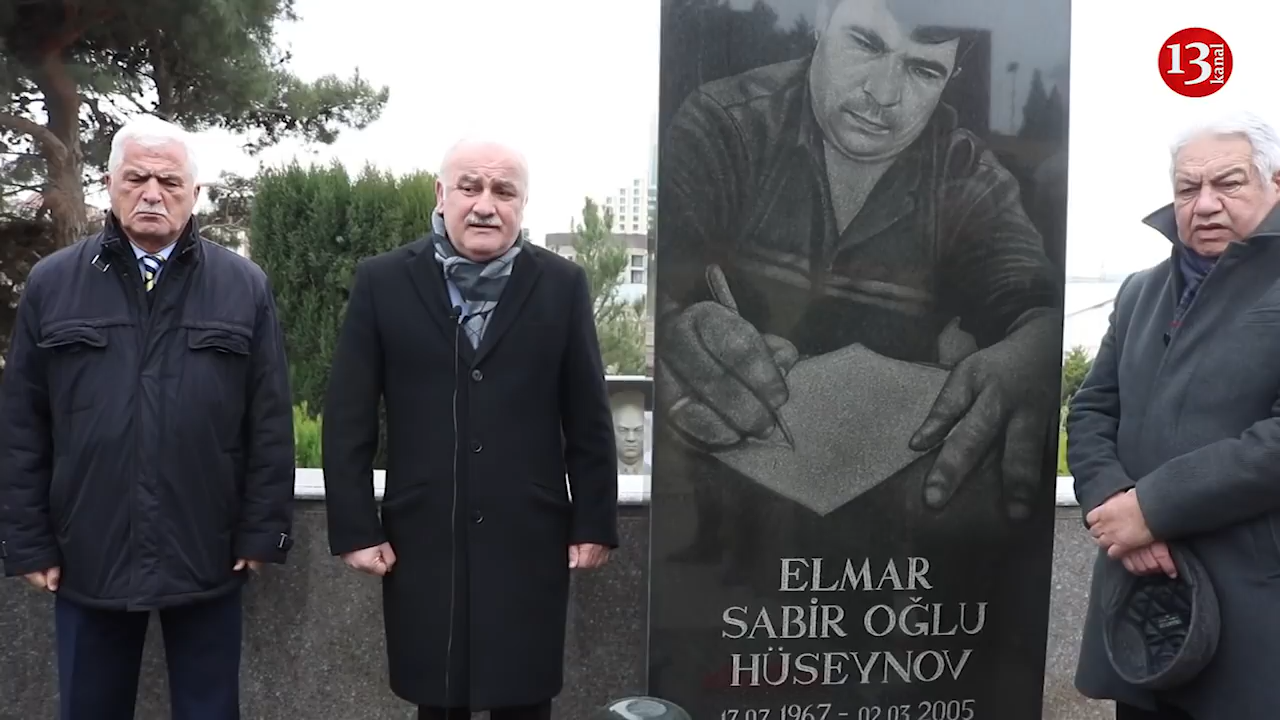 13 kanal
ELMAR
SABİR OĞLU
HÜSEYNOV
17.07.1967 - 02.03.2005